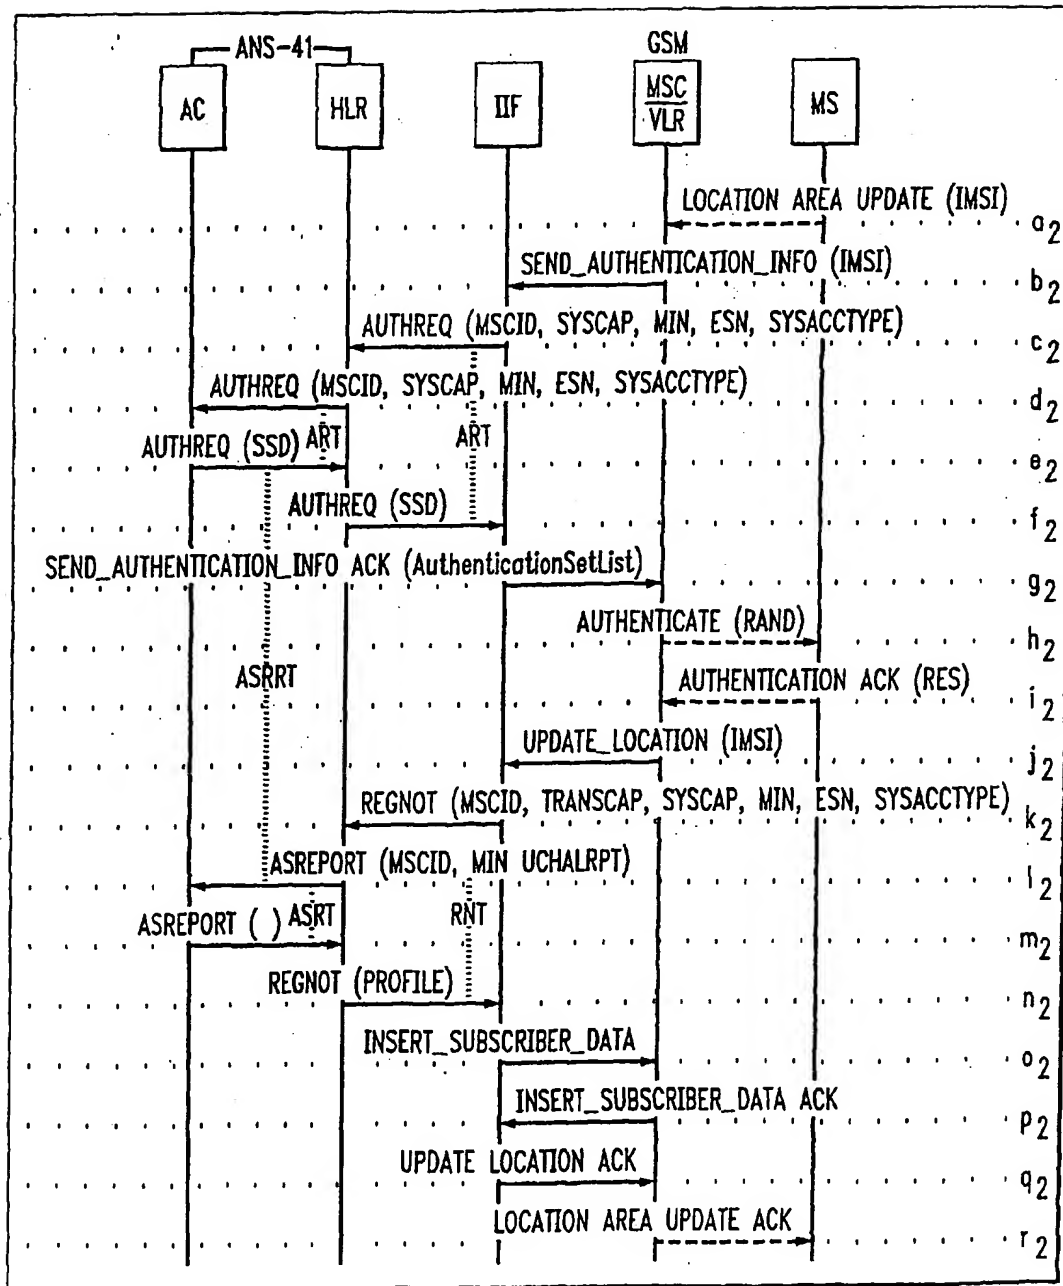 ANS-41
GSM
AC
HLR
IIF
MSC
VLR
MS
LOCATION AREA UPDATE (IMSI)
a2
SEND_AUTHENTICATION_INFO (IMSI)
b2
AUTHREQ (MSCID, SYSCAP, MIN, ESN, SYSACCTYPE)
c2
AUTHREQ (MSCID, SYSCAP, MIN, ESN, SYSACCTYPE)
d2
ART
ART
AUTHREQ (SSD)
e2
AUTHREQ (SSD)
f2
SEND_AUTHENTICATION_INFO ACK (AuthenticationSetList)
g2
AUTHENTICATE (RAND)
h2
ASRRT
AUTHENTICATION ACK (RES)
i2
UPDATE_LOCATION (IMSI)
j2
REGNOT (MSCID, TRANSCAP, SYSCAP, MIN, ESN, SYSACCTYPE)
k2
ASREPORT (MSCID, MIN UCHALRPT)
l2
ASREPORT ( )
ASRT
RNT
m2
REGNOT (PROFILE)
n2
INSERT_SUBSCRIBER_DATA
o2
INSERT_SUBSCRIBER_DATA ACK
p2
UPDATE LOCATION ACK
q2
LOCATION AREA UPDATE ACK
r2